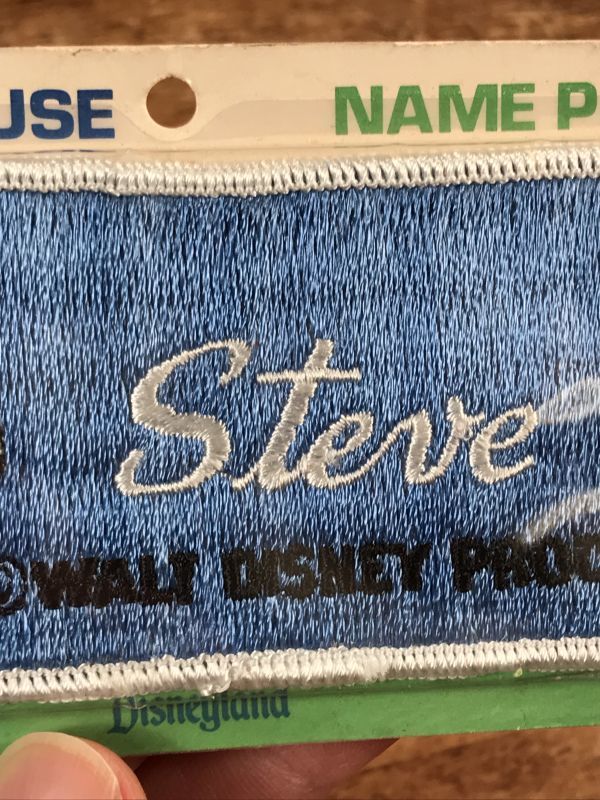 USE NAME P
Steve
©WALT DISNEY PROD
Disneyland